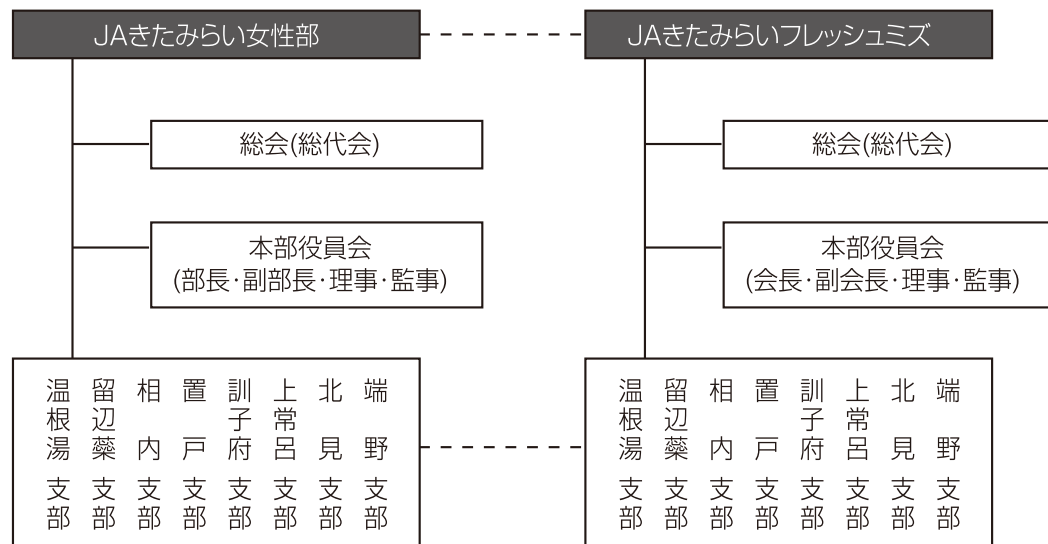 JAきたみらい女性部
総会(総代会)
本部役員会
(部長・副部長・理事・監事)
温根湯支部
留辺蘂支部
相内支部
置戸支部
訓子府支部
上常呂支部
北見支部
端野支部
JAきたみらいフレッシュミズ
総会(総代会)
本部役員会
(会長・副会長・理事・監事)
温根湯支部
留辺蘂支部
相内支部
置戸支部
訓子府支部
上常呂支部
北見支部
端野支部